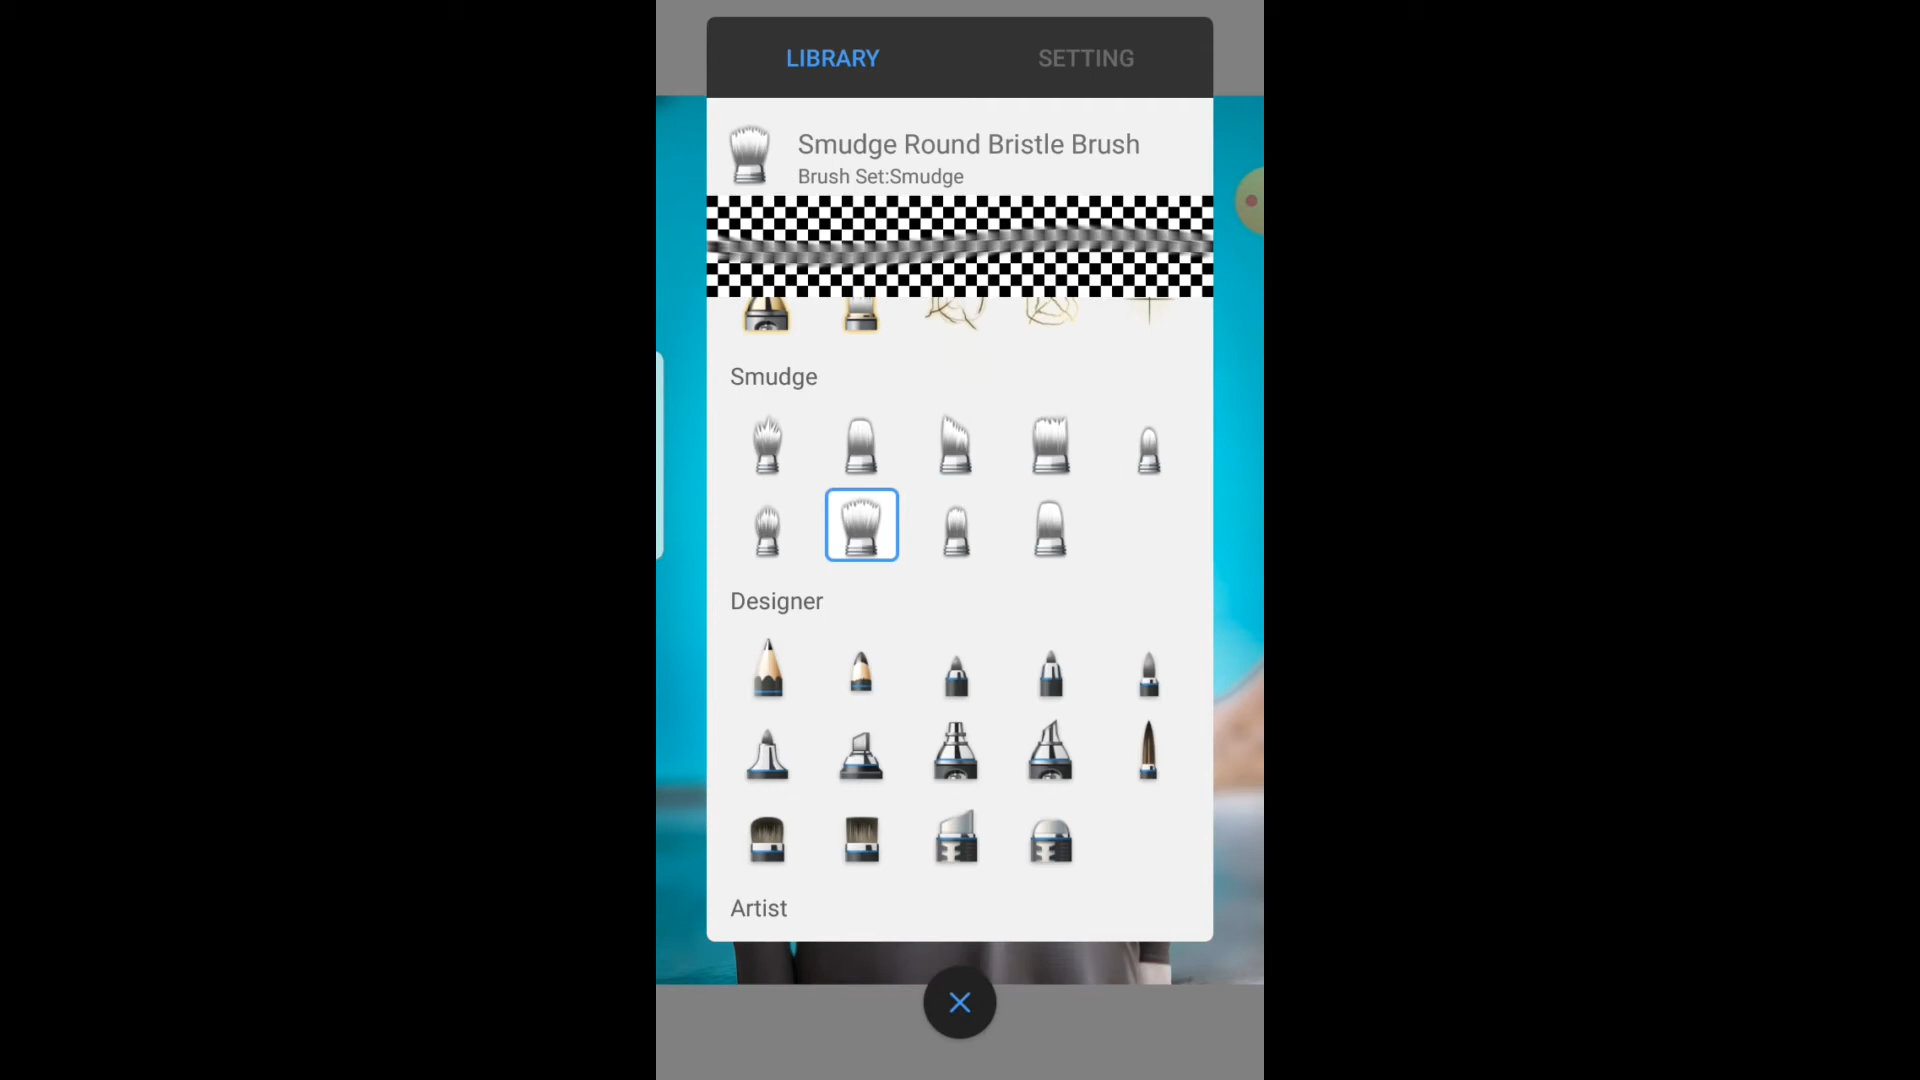 LIBRARY
SETTING
Smudge Round Bristle Brush
Brush Set:Smudge
Smudge
Designer
Artist